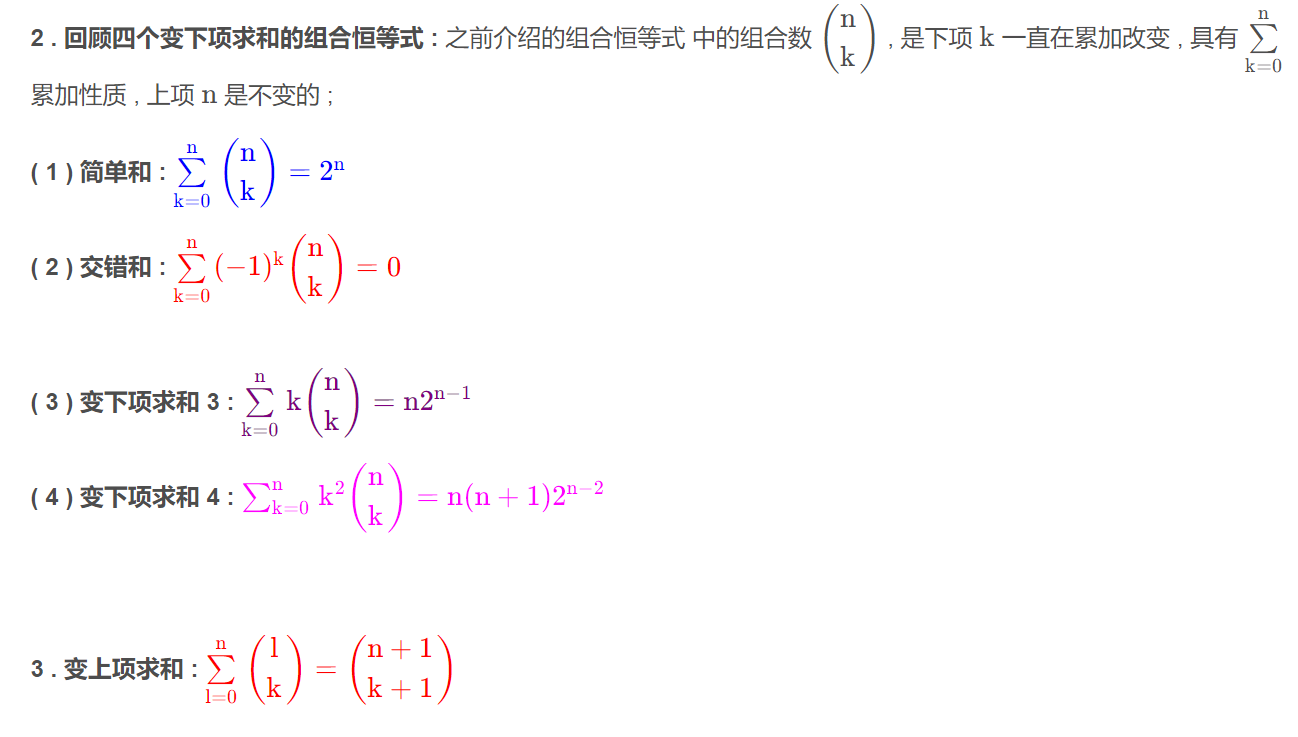 2 . 回顾四个变下项求和的组合恒等式 : 之前介绍的组合恒等式 中的组合数 $\binom{n}{k}$ , 是下项 k 一直在累加改变 , 具有 $\sum_{k=0}^{n}$
累加性质 , 上项 n 是不变的 ;
( 1 ) 简单和 : $\sum_{k=0}^{n} \binom{n}{k} = 2^{n}$
( 2 ) 交错和 : $\sum_{k=0}^{n} (-1)^{k} \binom{n}{k} = 0$
( 3 ) 变下项求和 3 : $\sum_{k=0}^{n} k \binom{n}{k} = n2^{n-1}$
( 4 ) 变下项求和 4 : $\sum_{k=0}^{n} k^{2} \binom{n}{k} = n(n+1)2^{n-2}$
3 . 变上项求和 : $\sum_{l=0}^{n} \binom{l}{k} = \binom{n+1}{k+1}$